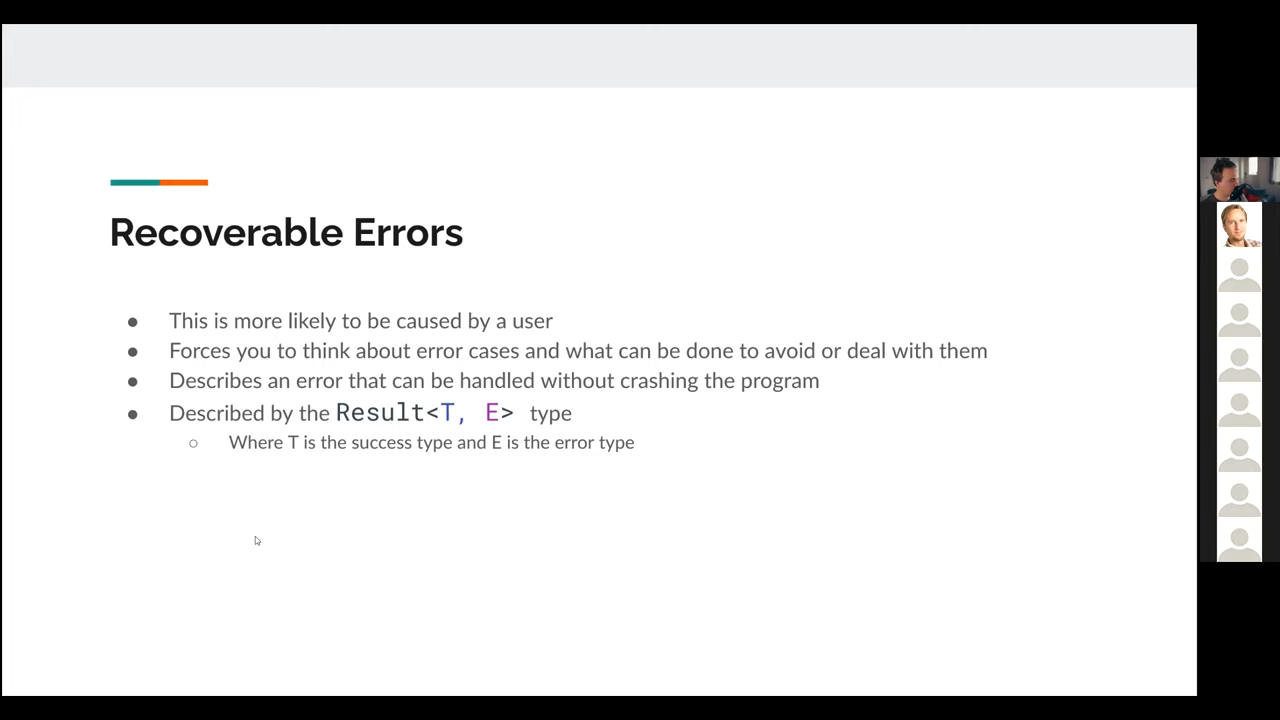 Recoverable Errors
● This is more likely to be caused by a user
● Forces you to think about error cases and what can be done to avoid or deal with them
● Describes an error that can be handled without crashing the program
● Described by the Result<T, E> type
○ Where T is the success type and E is the error type